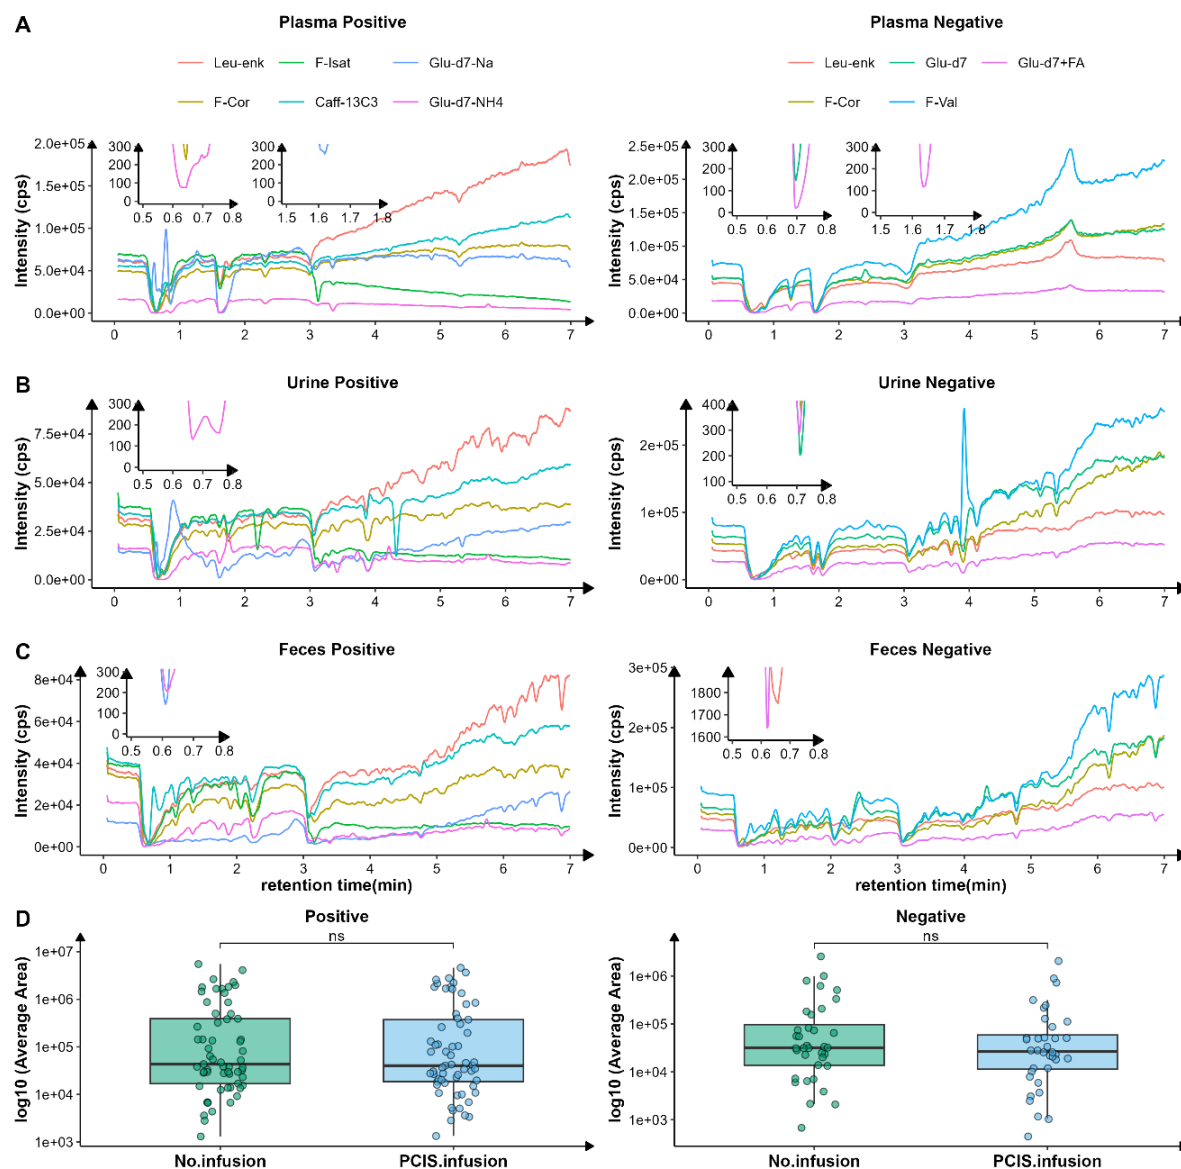 A
Plasma Positive
Plasma Negative
Leu-enk F-Isat Glu-d7-Na
F-Cor Caff-13C3 Glu-d7-NH4
Leu-enk Glu-d7 Glu-d7+FA
F-Cor F-Val
Intensity (cps)
2.0e+05
1.5e+05
1.0e+05
5.0e+04
0.0e+00
300
200
100
0
0.5 0.6 0.7 0.8
300
200
100
0
1.5 1.6 1.7 1.8
0 1 2 3 4 5 6 7
Intensity (cps)
2.5e+05
2.0e+05
1.5e+05
1.0e+05
5.0e+04
0.0e+00
300
200
100
0
0.5 0.6 0.7 0.8
300
200
100
0
1.5 1.6 1.7 1.8
0 1 2 3 4 5 6 7
B
Urine Positive
Urine Negative
Intensity (cps)
7.5e+04
5.0e+04
2.5e+04
0.0e+00
300
200
100
0
0.5 0.6 0.7 0.8
0 1 2 3 4 5 6 7
Intensity (cps)
2e+05
1e+05
0e+00
400
300
200
100
0.5 0.6 0.7 0.8
0 1 2 3 4 5 6 7
C
Feces Positive
Feces Negative
Intensity (cps)
8e+04
6e+04
4e+04
2e+04
0e+00
300
200
100
0
0.5 0.6 0.7 0.8
0 1 2 3 4 5 6 7
retention time(min)
Intensity (cps)
3e+05
2e+05
1e+05
0e+00
1800
1700
1600
0.5 0.6 0.7 0.8
0 1 2 3 4 5 6 7
retention time(min)
D
Positive
Negative
ns
ns
log10 (Average Area)
1e+07
1e+06
1e+05
1e+04
1e+03
No.infusion PCIS.infusion
log10 (Average Area)
1e+06
1e+05
1e+04
1e+03
No.infusion PCIS.infusion